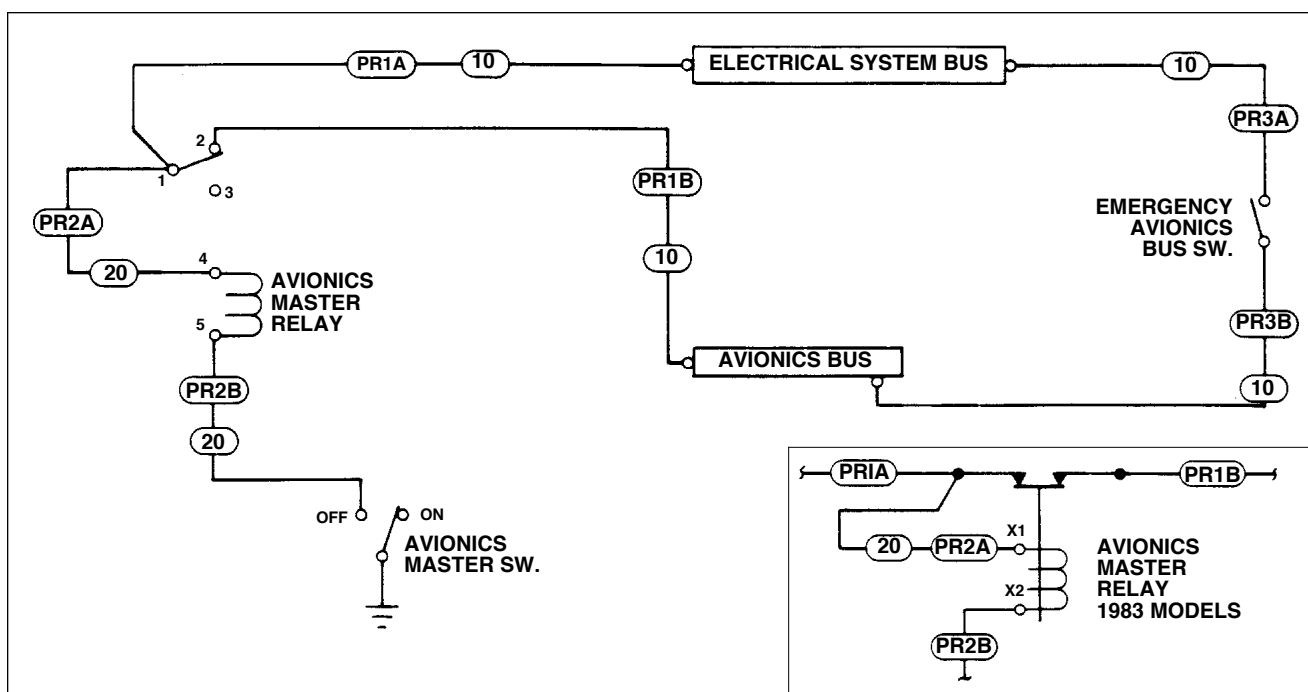 PR1A
10
ELECTRICAL SYSTEM BUS
10
PR3A
2
1
3
PR2A
PR1B
EMERGENCY
AVIONICS
BUS SW.
20
4
10
AVIONICS
MASTER
RELAY
5
PR3B
AVIONICS BUS
PR2B
10
20
OFF
ON
AVIONICS
MASTER SW.
PRIA
PR1B
20
PR2A
X1
AVIONICS
MASTER
RELAY
1983 MODELS
X2
PR2B